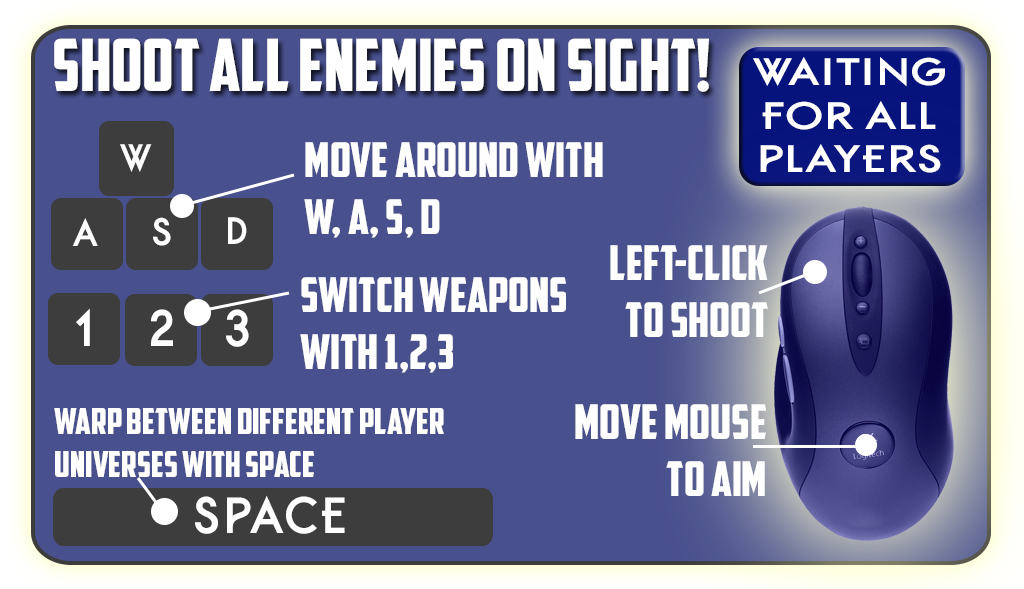 SHOOT ALL ENEMIES ON SIGHT!
WAITING
FOR ALL
PLAYERS
W
A S D
MOVE AROUND WITH
W, A, S, D
1 2 3
SWITCH WEAPONS
WITH 1,2,3
WARP BETWEEN DIFFERENT PLAYER
UNIVERSES WITH SPACE
SPACE
LEFT-CLICK
TO SHOOT
MOVE MOUSE
TO AIM
Logitech